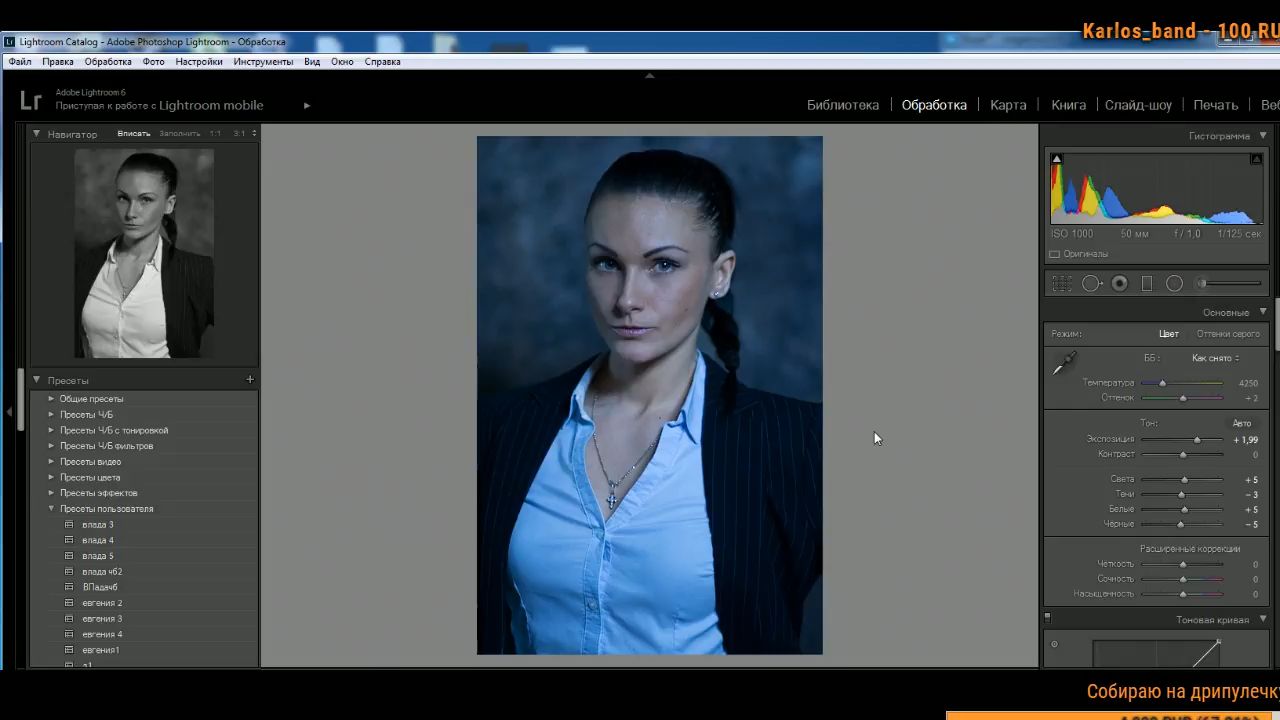 Karlos_band - 100 RU
Lightroom Catalog - Adobe Photoshop Lightroom - Обработка
Файл Правка Обработка Фото Настройки Инструменты Вид Окно Справка
Lr
Adobe Lightroom 6
Приступая к работе с Lightroom mobile
Библиотека Обработка Карта Книга Слайд-шоу Печать Ве
Навигатор Вписать Заполнить 1:1 3:1
Гистограмма
ISO 1000 50 мм f / 1,0 1/125 сек
Оригиналы
Основные
Режим: Цвет Оттенки серого
ББ : Как снято
Температура 4250
Оттенок + 2
Тон: Авто
Экспозиция + 1,99
Контраст 0
Света + 5
Тени − 3
Белые + 5
Чёрные − 5
Расширенные коррекции
Чёткость 0
Сочность 0
Насыщенность 0
Тоновая кривая
Пресеты
Общие пресеты
Пресеты Ч/Б
Пресеты Ч/Б с тонировкой
Пресеты Ч/Б фильтров
Пресеты видео
Пресеты цвета
Пресеты эффектов
Пресеты пользователя
влада 3
влада 4
влада 5
влада чб2
ВПадачб
евгения 2
евгения 3
евгения 4
евгения1
Собираю на дрипулечку